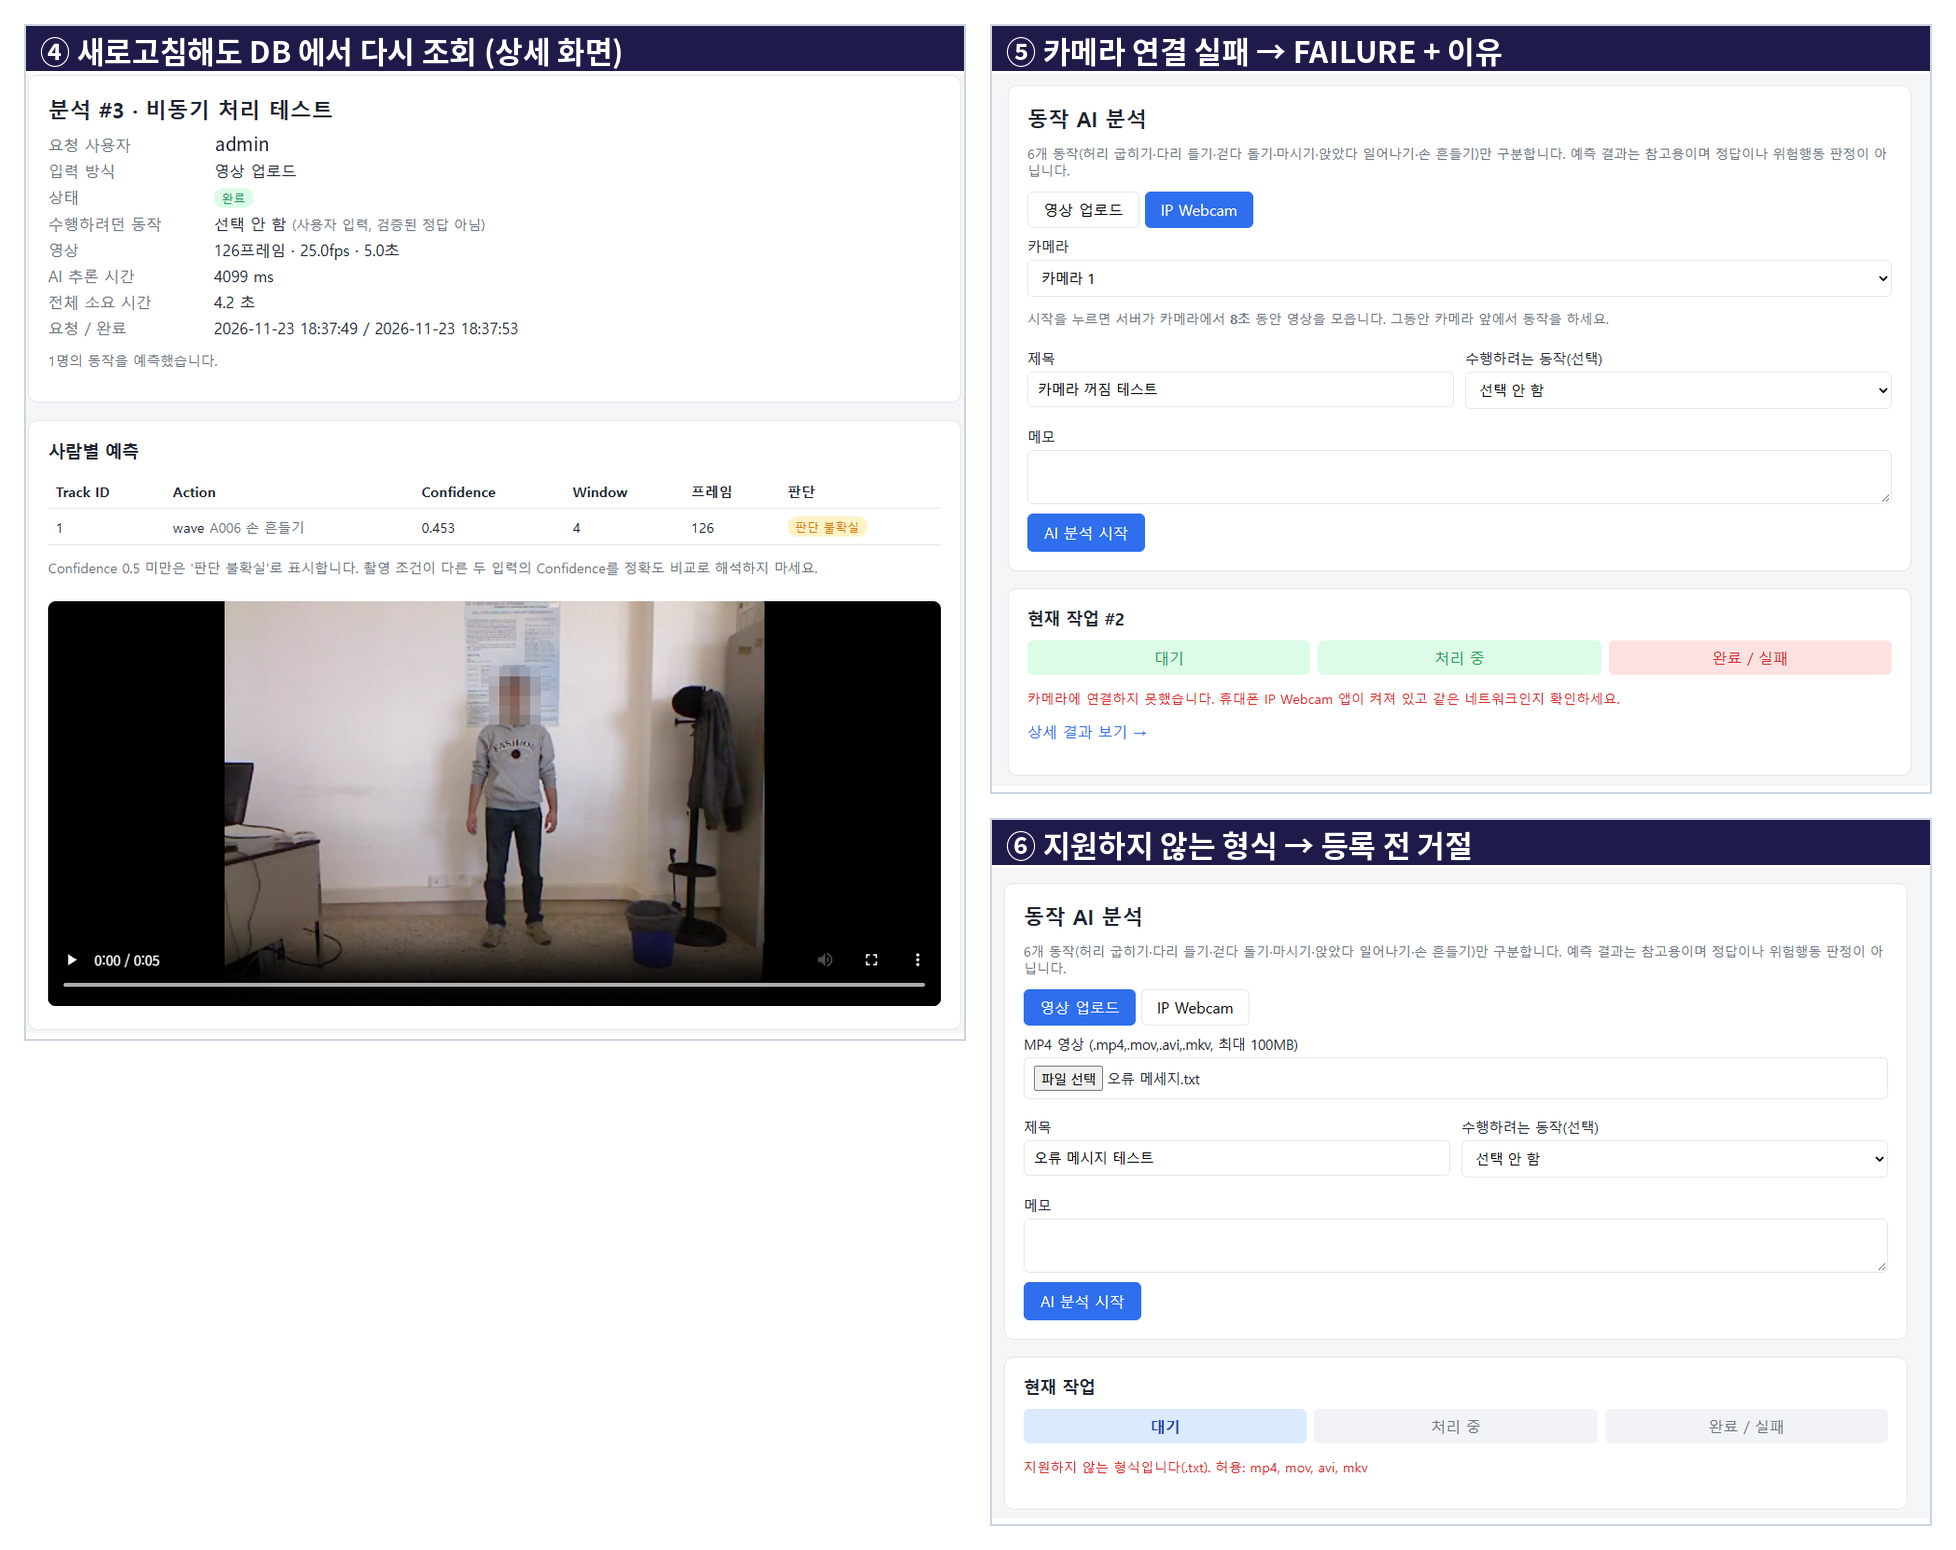 ④ 새로고침해도 DB 에서 다시 조회 (상세 화면)
분석 #3 · 비동기 처리 테스트
요청 사용자 admin
입력 방식 영상 업로드
상태 완료
수행하려던 동작 선택 안 함 (사용자 입력, 검증된 정답 아님)
영상 126프레임 · 25.0fps · 5.0초
AI 추론 시간 4099 ms
전체 소요 시간 4.2 초
요청 / 완료 2026-11-23 18:37:49 / 2026-11-23 18:37:53
1명의 동작을 예측했습니다.
사람별 예측
Track ID Action Confidence Window 프레임 판단
1 wave A006 손 흔들기 0.453 4 126 판단 불확실
Confidence 0.5 미만은 '판단 불확실'로 표시합니다. 촬영 조건이 다른 두 입력의 Confidence를 정확도 비교로 해석하지 마세요.
FASHION
0:00 / 0:05
⑤ 카메라 연결 실패 → FAILURE + 이유
동작 AI 분석
6개 동작(허리 굽히기·다리 들기·걷다 돌기·마시기·앉았다 일어나기·손 흔들기)만 구분합니다. 예측 결과는 참고용이며 정답이나 위험행동 판정이 아
닙니다.
영상 업로드 IP Webcam
카메라
카메라 1
시작을 누르면 서버가 카메라에서 8초 동안 영상을 모읍니다. 그동안 카메라 앞에서 동작을 하세요.
제목 수행하려는 동작(선택)
카메라 꺼짐 테스트 선택 안 함
메모
AI 분석 시작
현재 작업 #2
대기 처리 중 완료 / 실패
카메라에 연결하지 못했습니다. 휴대폰 IP Webcam 앱이 켜져 있고 같은 네트워크인지 확인하세요.
상세 결과 보기 →
⑥ 지원하지 않는 형식 → 등록 전 거절
동작 AI 분석
6개 동작(허리 굽히기·다리 들기·걷다 돌기·마시기·앉았다 일어나기·손 흔들기)만 구분합니다. 예측 결과는 참고용이며 정답이나 위험행동 판정이 아
닙니다.
영상 업로드 IP Webcam
MP4 영상 (.mp4,.mov,.avi,.mkv, 최대 100MB)
파일 선택 오류 메세지.txt
제목 수행하려는 동작(선택)
오류 메시지 테스트 선택 안 함
메모
AI 분석 시작
현재 작업
대기 처리 중 완료 / 실패
지원하지 않는 형식입니다(.txt). 허용: mp4, mov, avi, mkv